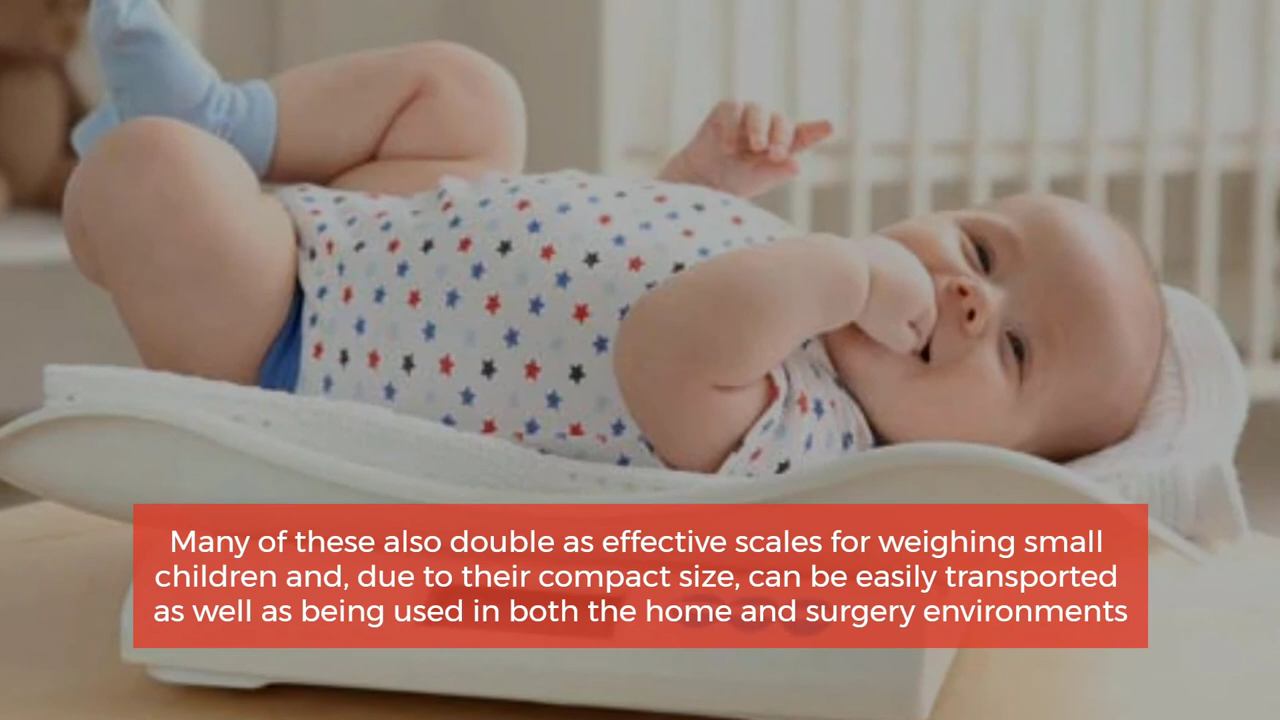 Many of these also double as effective scales for weighing small
children and, due to their compact size, can be easily transported
as well as being used in both the home and surgery environments